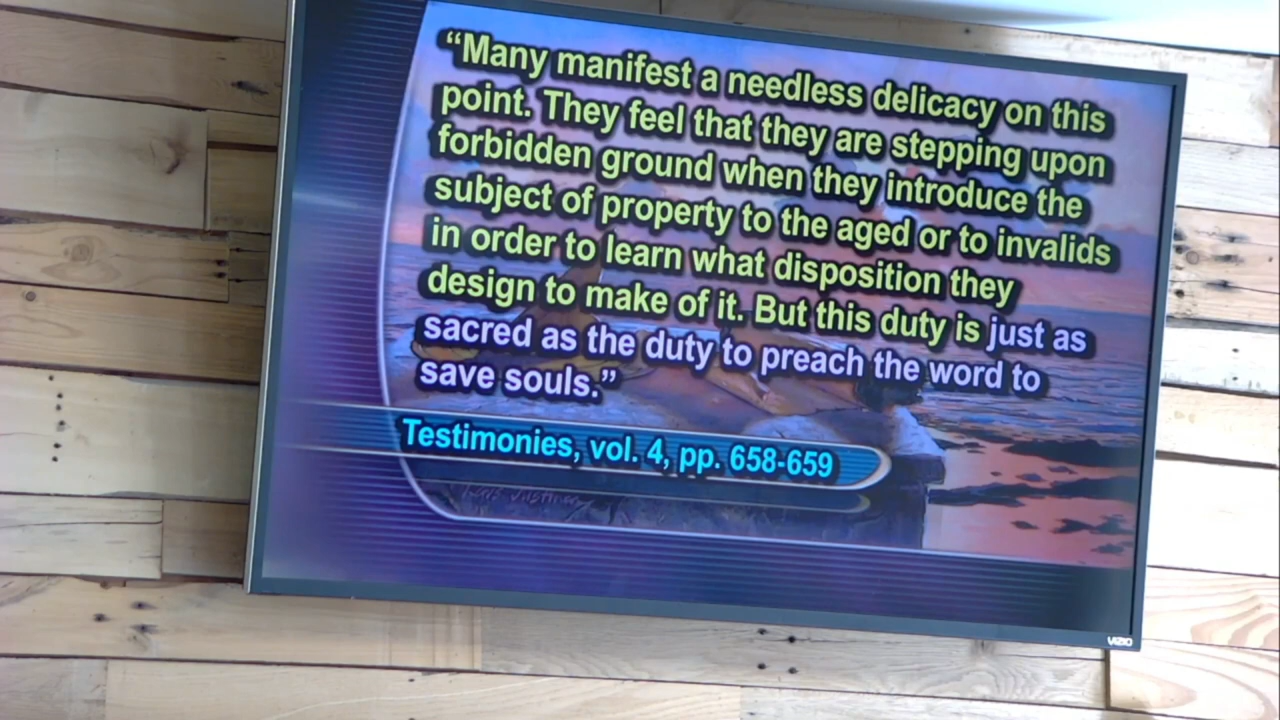 “Many manifest a needless delicacy on this
point. They feel that they are stepping upon
forbidden ground when they introduce the
subject of property to the aged or to invalids
in order to learn what disposition they
design to make of it. But this duty is just as
sacred as the duty to preach the word to
save souls.”
Testimonies, vol. 4, pp. 658-659
VIZIO